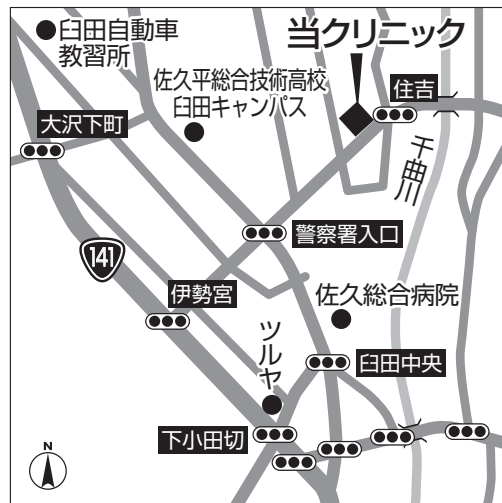 臼田自動車
教習所
当クリニック
佐久平総合技術高校
臼田キャンパス
住吉
大沢下町
千曲川
警察署入口
141
伊勢宮
佐久総合病院
ツルヤ
臼田中央
下小田切
N